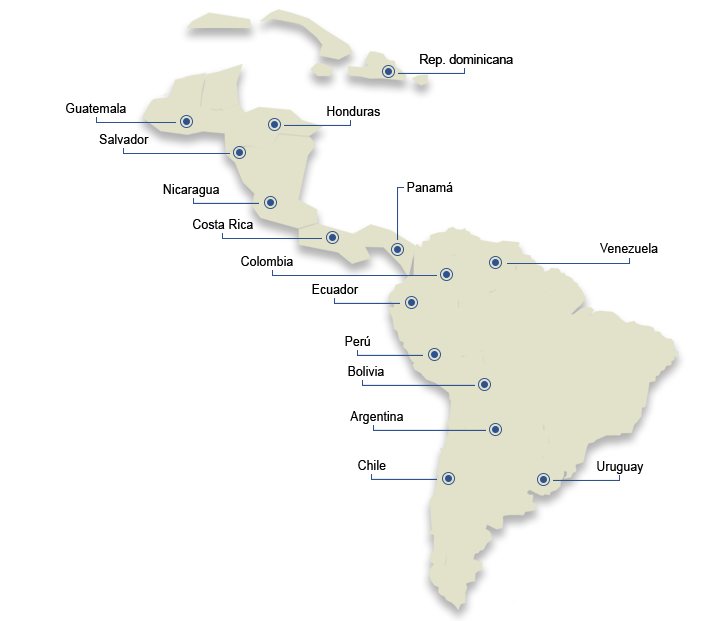 Rep. dominicana
Guatemala
Honduras
Salvador
Nicaragua
Panamá
Costa Rica
Venezuela
Colombia
Ecuador
Perú
Bolivia
Argentina
Chile
Uruguay